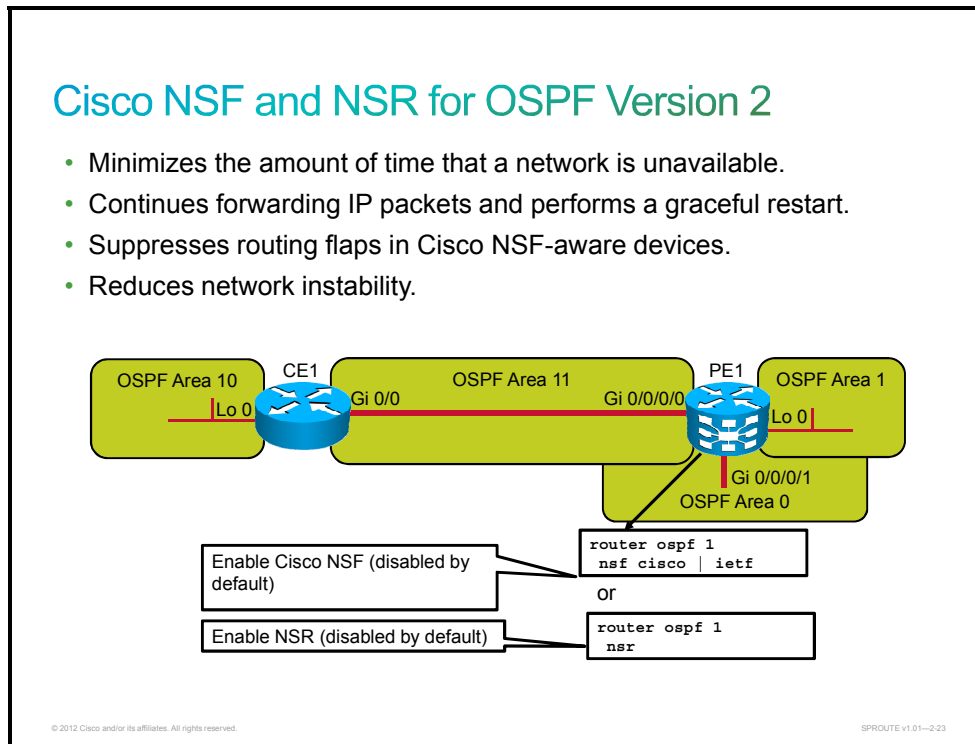 Cisco NSF and NSR for OSPF Version 2
• Minimizes the amount of time that a network is unavailable.
• Continues forwarding IP packets and performs a graceful restart.
• Suppresses routing flaps in Cisco NSF-aware devices.
• Reduces network instability.
OSPF Area 10
CE1
OSPF Area 11
PE1
OSPF Area 1
Lo 0
Gi 0/0
Gi 0/0/0/0
Lo 0
Gi 0/0/0/1
OSPF Area 0
Enable Cisco NSF (disabled by
default)
router ospf 1
nsf cisco | ietf
or
Enable NSR (disabled by default)
router ospf 1
nsr
© 2012 Cisco and/or its affiliates. All rights reserved.
SPROUTE v1.01—2-23